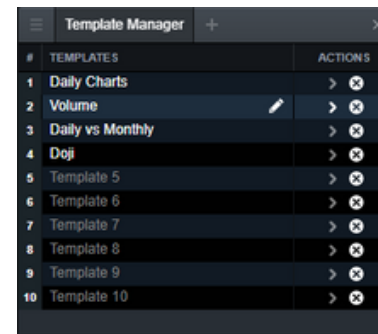 Template Manager
# TEMPLATES ACTIONS
1 Daily Charts
2 Volume
3 Daily vs Monthly
4 Doji
5 Template 5
6 Template 6
7 Template 7
8 Template 8
9 Template 9
10 Template 10